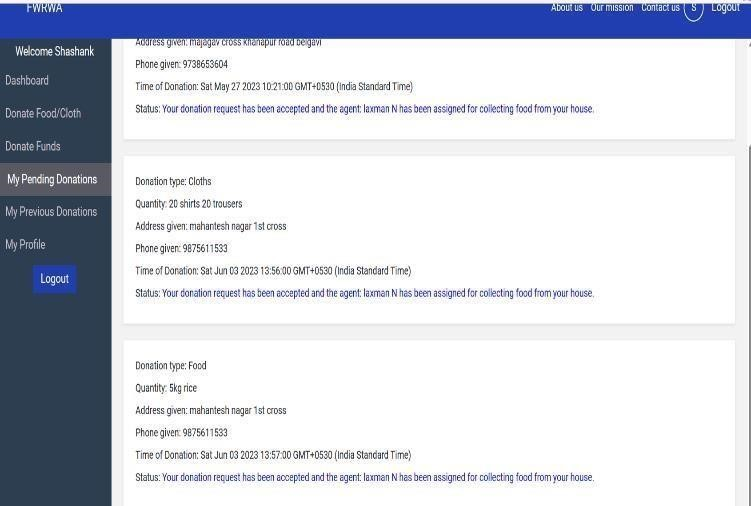 FWRWA
About us Our mission Contact us S Logout
Welcome Shashank
Dashboard
Donate Food/Cloth
Donate Funds
My Pending Donations
My Previous Donations
My Profile
Logout
Address given: majagav cross khanapur road belgavi
Phone given: 9738653604
Time of Donation: Sat May 27 2023 10:21:00 GMT+0530 (India Standard Time)
Status: Your donation request has been accepted and the agent: laxman N has been assigned for collecting food from your house.
Donation type: Cloths
Quantity: 20 shirts 20 trousers
Address given: mahantesh nagar 1st cross
Phone given: 9875611533
Time of Donation: Sat Jun 03 2023 13:56:00 GMT+0530 (India Standard Time)
Status: Your donation request has been accepted and the agent: laxman N has been assigned for collecting food from your house.
Donation type: Food
Quantity: 5kg rice
Address given: mahantesh nagar 1st cross
Phone given: 9875611533
Time of Donation: Sat Jun 03 2023 13:57:00 GMT+0530 (India Standard Time)
Status: Your donation request has been accepted and the agent: laxman N has been assigned for collecting food from your house.